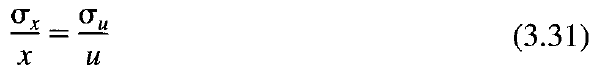 σₓ/x = σᵤ/u (3.31)